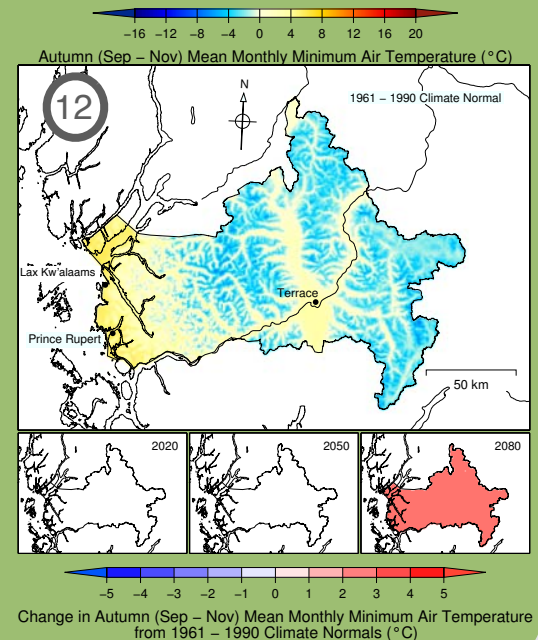 −16 −12 −8 −4 0 4 8 12 16 20
Autumn (Sep − Nov) Mean Monthly Minimum Air Temperature (°C)
12
N
1961 − 1990 Climate Normal
Lax Kw'alaams
Terrace
Prince Rupert
50 km
2020 2050 2080
−5 −4 −3 −2 −1 0 1 2 3 4 5
Change in Autumn (Sep − Nov) Mean Monthly Minimum Air Temperature
from 1961 − 1990 Climate Normals (°C)